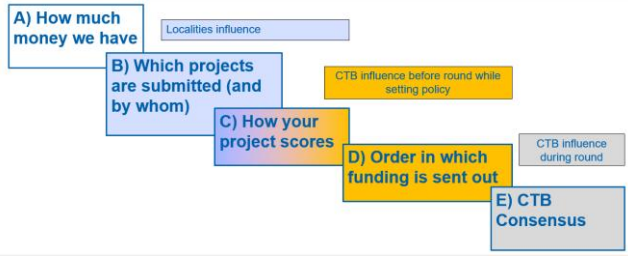 A) How much
money we have
Localities influence
B) Which projects
are submitted (and
by whom)
CTB influence before round while
setting policy
C) How your
project scores
CTB influence
during round
D) Order in which
funding is sent out
E) CTB
Consensus